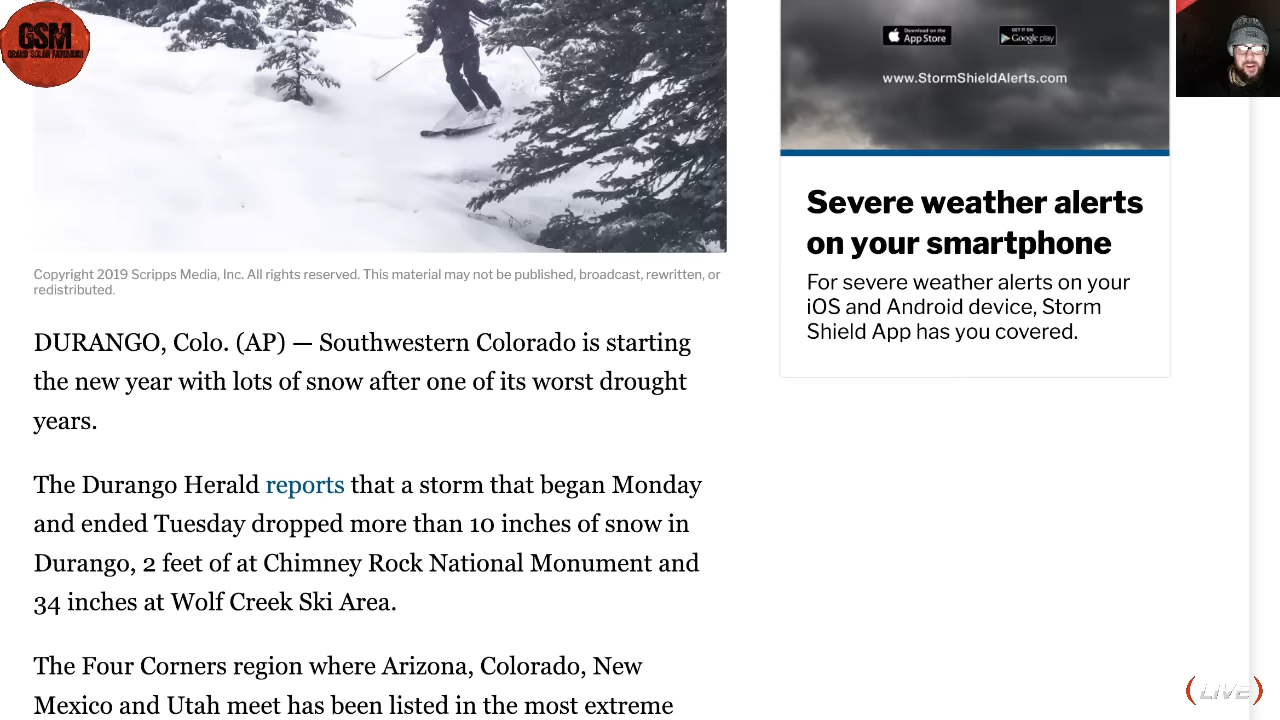 GSM
GRAND SOLAR MINIMUM
Download on the
App Store
GET IT ON
Google play
www.StormShieldAlerts.com
Severe weather alerts
on your smartphone
For severe weather alerts on your
iOS and Android device, Storm
Shield App has you covered.
Copyright 2019 Scripps Media, Inc. All rights reserved. This material may not be published, broadcast, rewritten, or
redistributed.
DURANGO, Colo. (AP) — Southwestern Colorado is starting
the new year with lots of snow after one of its worst drought
years.
The Durango Herald reports that a storm that began Monday
and ended Tuesday dropped more than 10 inches of snow in
Durango, 2 feet of at Chimney Rock National Monument and
34 inches at Wolf Creek Ski Area.
The Four Corners region where Arizona, Colorado, New
Mexico and Utah meet has been listed in the most extreme
(LIVE)